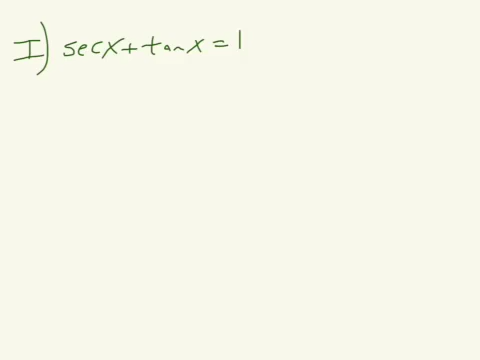 I) secx + tanx = 1